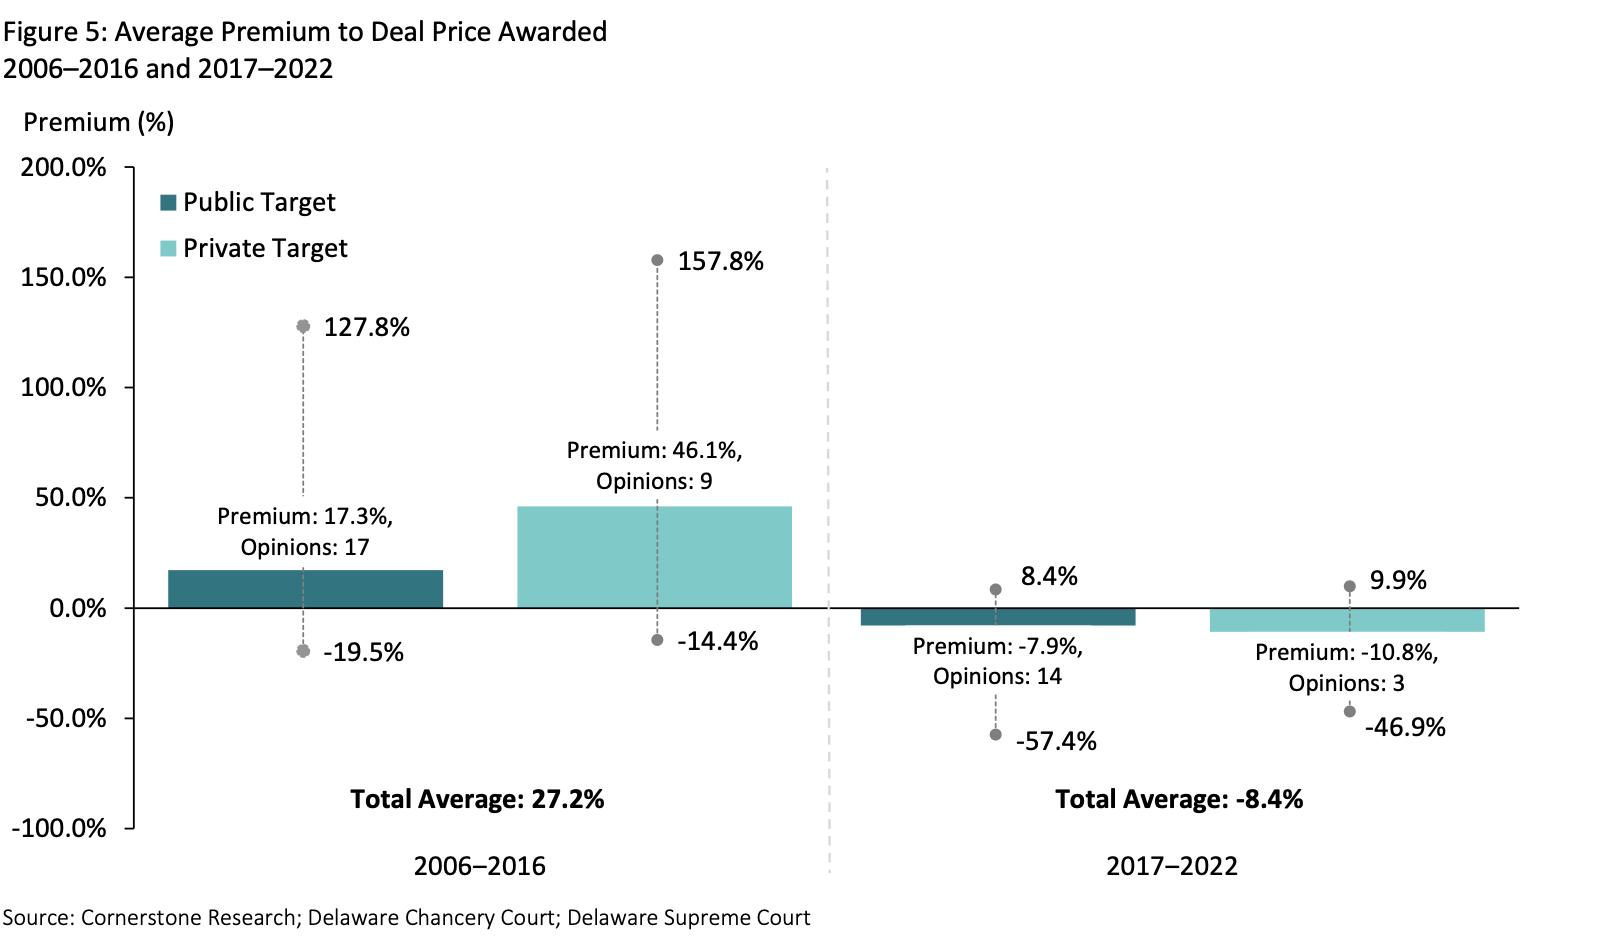 Figure 5: Average Premium to Deal Price Awarded
2006–2016 and 2017–2022
Premium (%)
200.0%
150.0%
100.0%
50.0%
0.0%
-50.0%
-100.0%
Public Target
Private Target
127.8%
Premium: 17.3%,
Opinions: 17
-19.5%
157.8%
Premium: 46.1%,
Opinions: 9
-14.4%
8.4%
Premium: -7.9%,
Opinions: 14
-57.4%
9.9%
Premium: -10.8%,
Opinions: 3
-46.9%
Total Average: 27.2%
Total Average: -8.4%
2006–2016
2017–2022
Source: Cornerstone Research; Delaware Chancery Court; Delaware Supreme Court